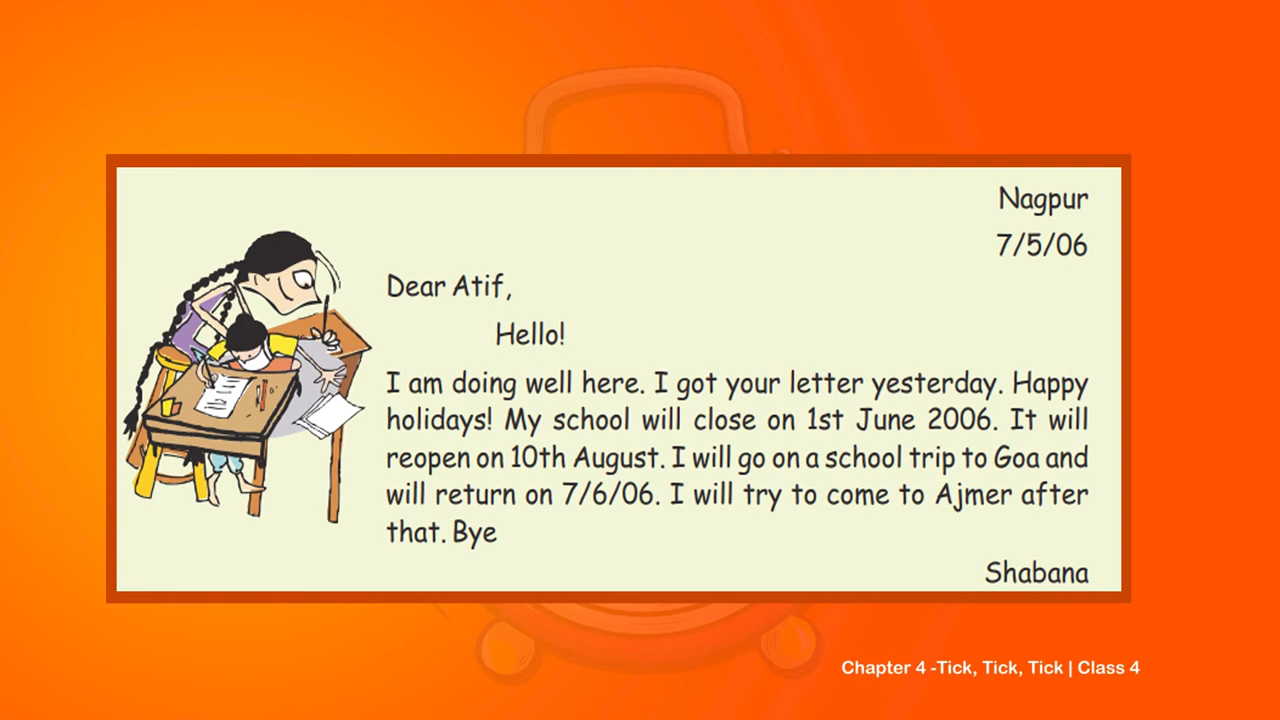 Nagpur
7/5/06
Dear Atif,
Hello!
I am doing well here. I got your letter yesterday. Happy
holidays! My school will close on 1st June 2006. It will
reopen on 10th August. I will go on a school trip to Goa and
will return on 7/6/06. I will try to come to Ajmer after
that. Bye
Shabana
Chapter 4 -Tick, Tick, Tick | Class 4